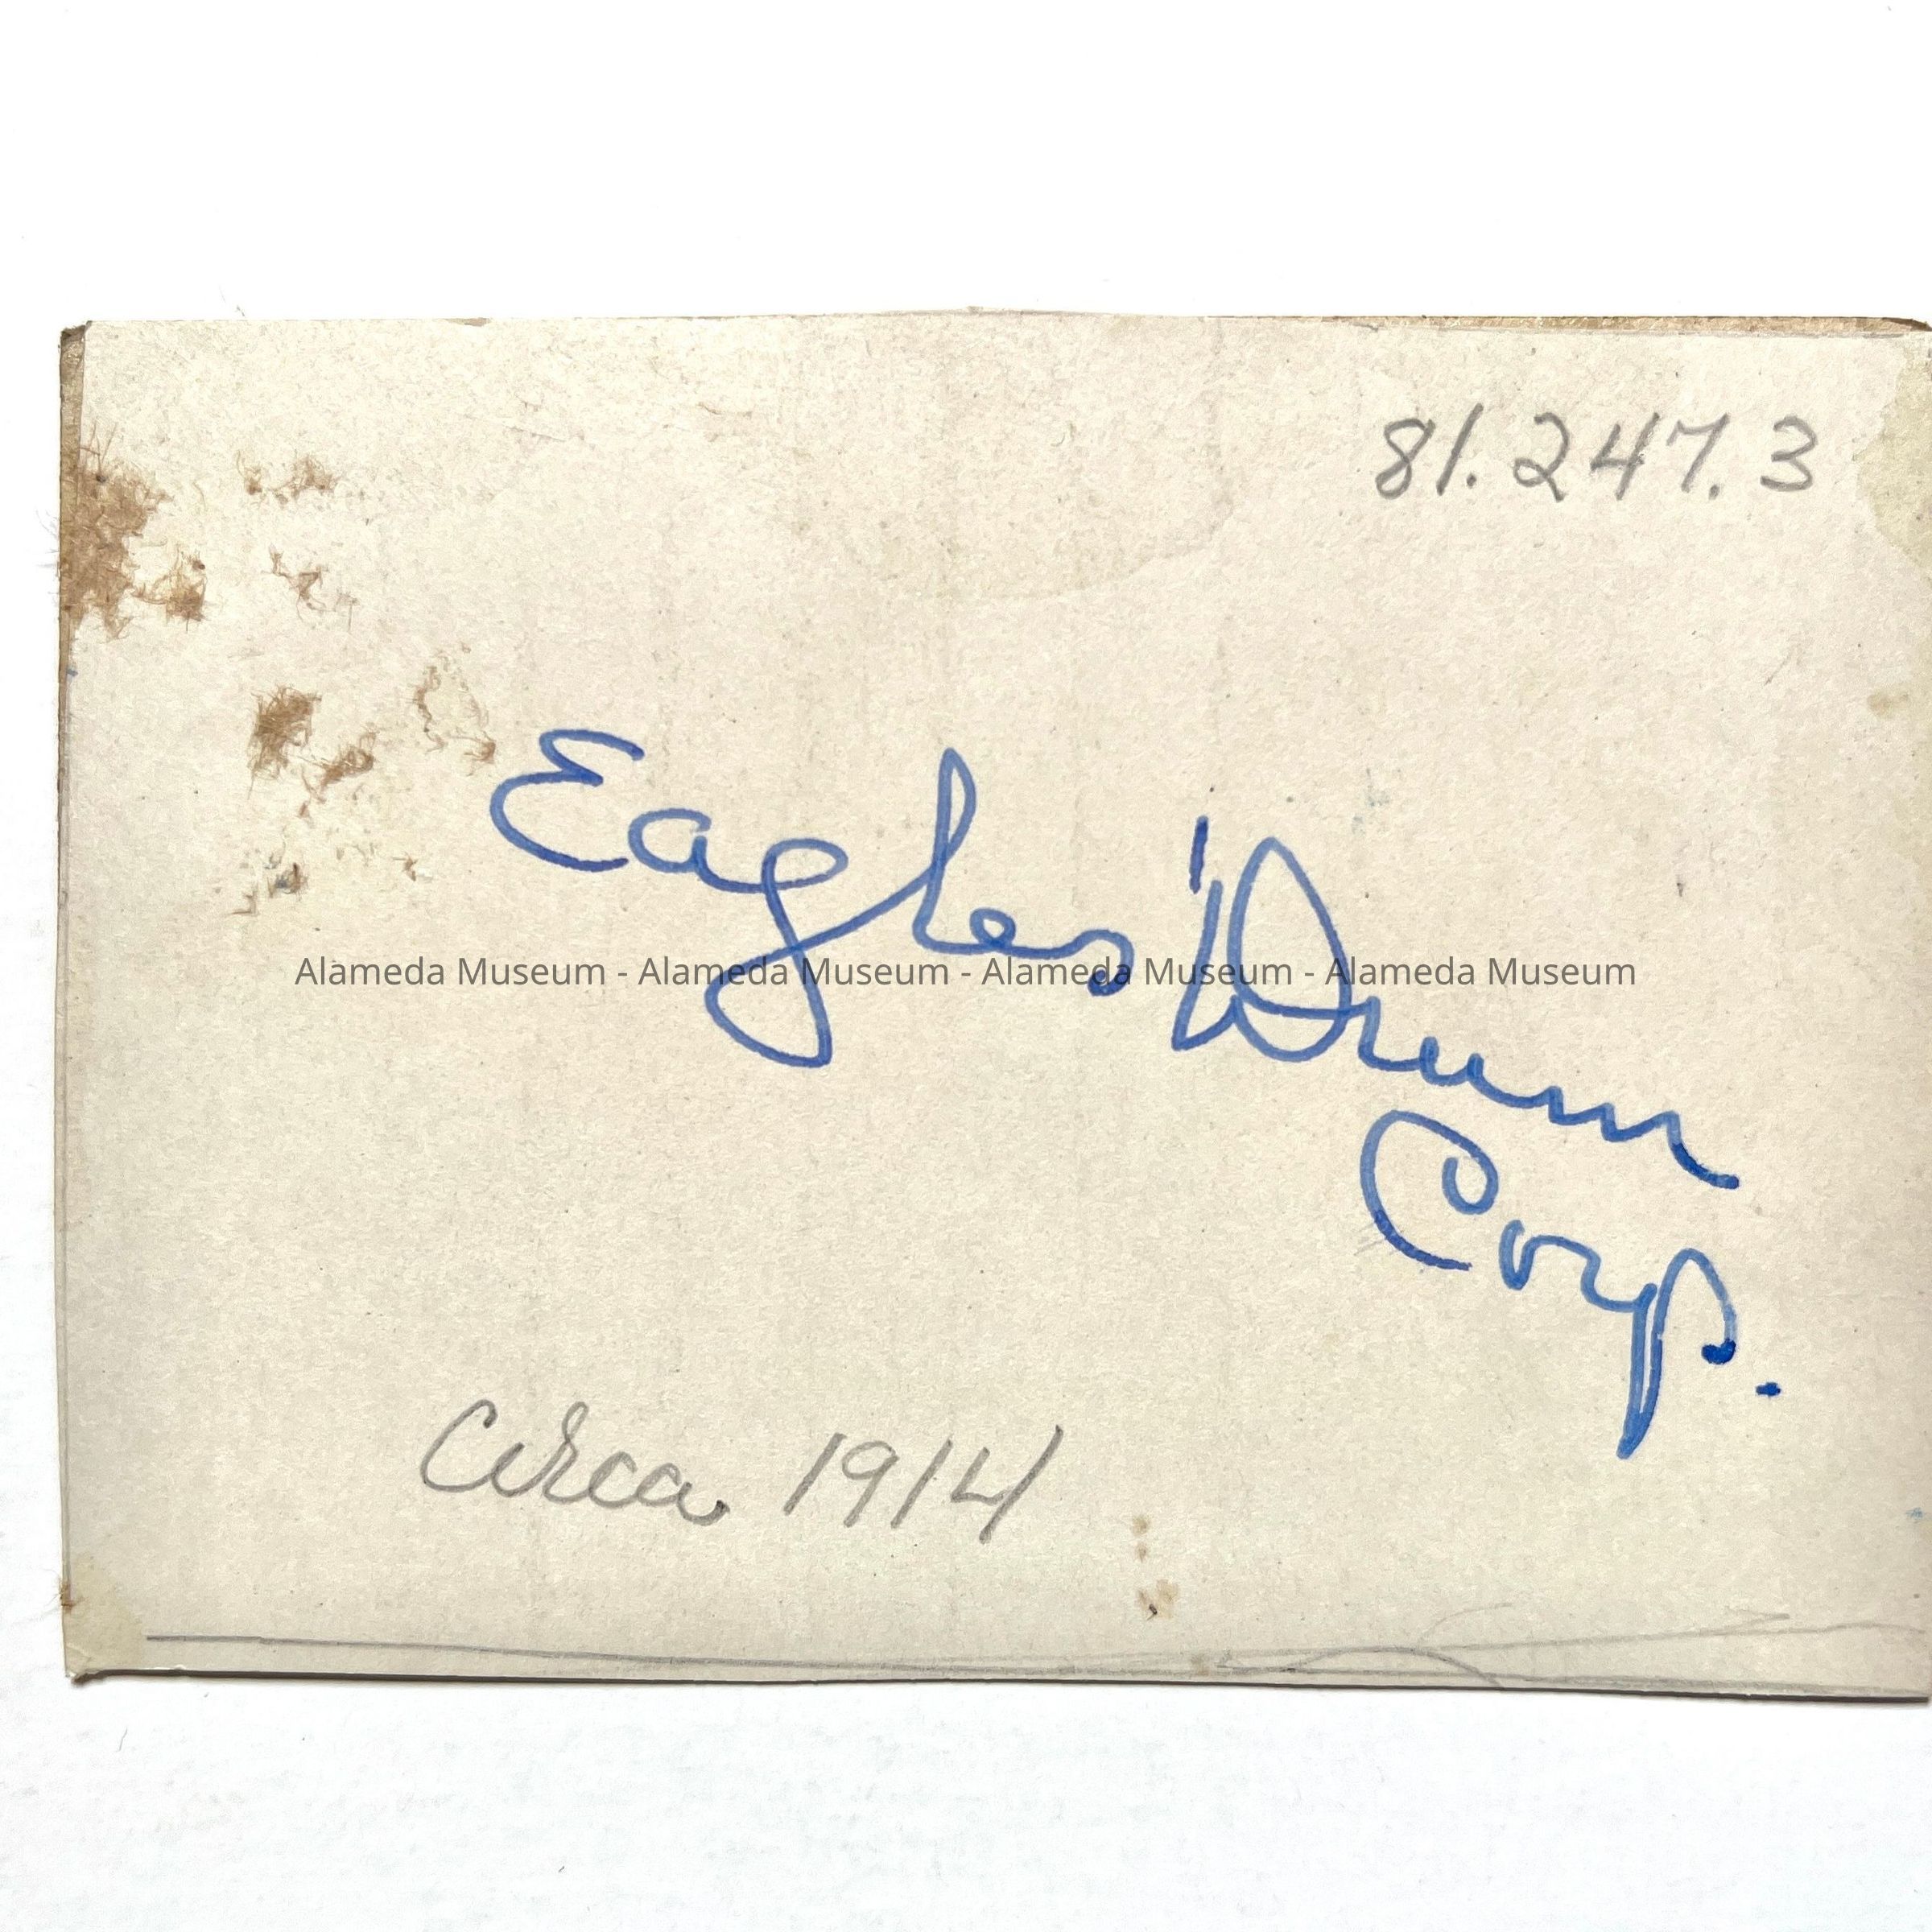 81.247.3
Eagles' Drum
Alameda Museum - Alameda Museum - Alameda Museum - Alameda Museum
Corp.
Circa 1914